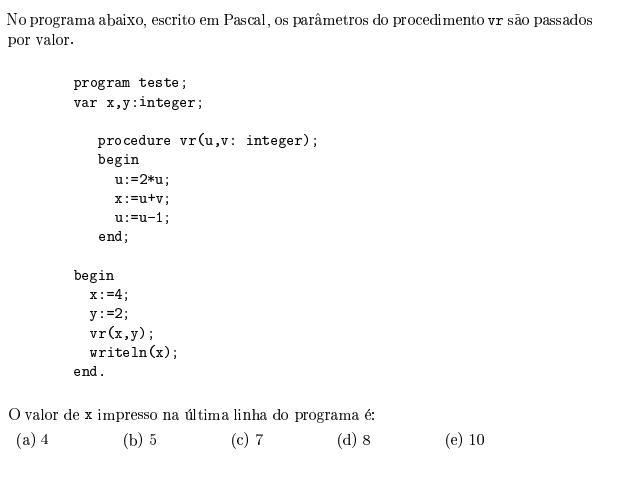 No programa abaixo, escrito em Pascal, os parâmetros do procedimento vr são passados
por valor.
program teste;
var x,y:integer;
procedure vr(u,v: integer);
begin
u:=2*u;
x:=u+v;
u:=u-1;
end;
begin
x:=4;
y:=2;
vr(x,y);
writeln(x);
end.
O valor de x impresso na última linha do programa é:
(a) 4 (b) 5 (c) 7 (d) 8 (e) 10